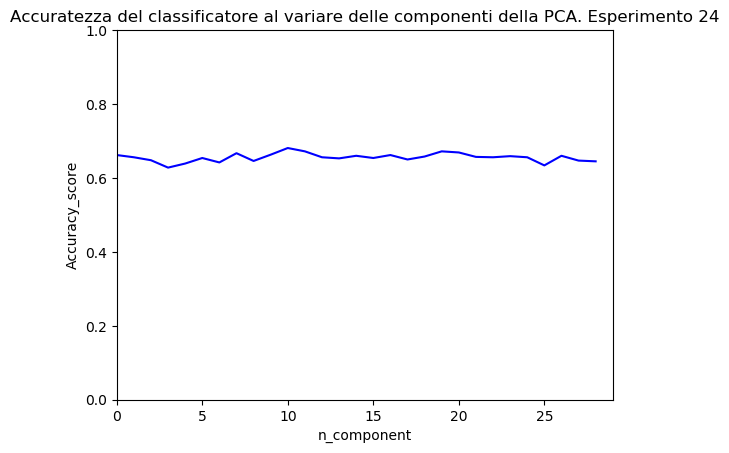 Accuratezza del classificatore al variare delle componenti della PCA. Esperimento 24
1.0
0.8
0.6
0.4
0.2
0.0
Accuracy_score
0 5 10 15 20 25
n_component